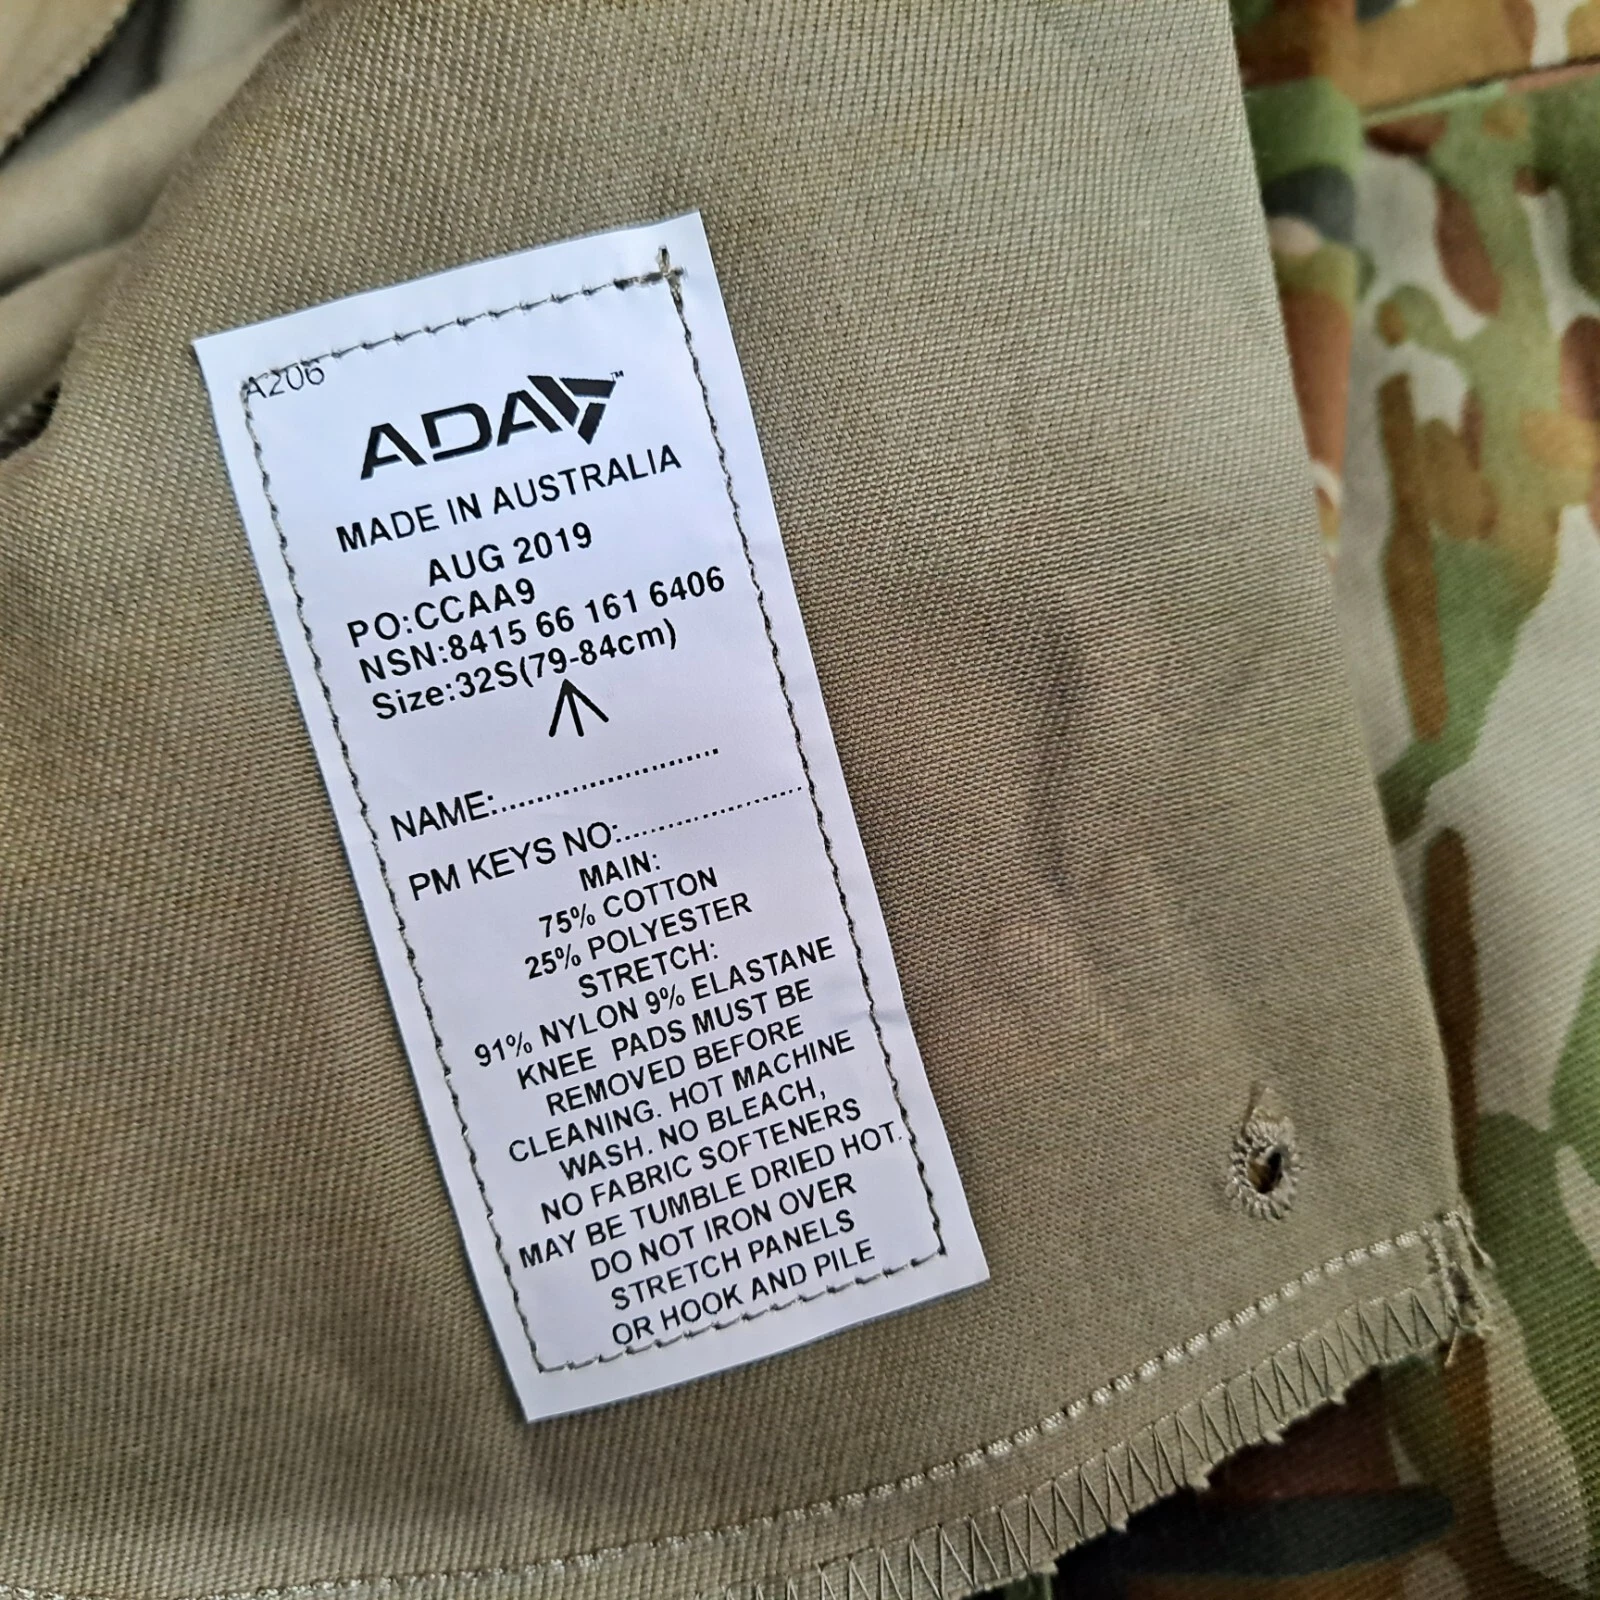 A206
ADA™
MADE IN AUSTRALIA
AUG 2019
PO:CCAA9
NSN:8415 66 161 6406
Size:32S(79-84cm)
NAME:..........................
PM KEYS NO:.......................
MAIN:
75% COTTON
25% POLYESTER
STRETCH:
91% NYLON 9% ELASTANE
KNEE PADS MUST BE
REMOVED BEFORE
CLEANING. HOT MACHINE
WASH. NO BLEACH,
NO FABRIC SOFTENERS
MAY BE TUMBLE DRIED HOT.
DO NOT IRON OVER
STRETCH PANELS
OR HOOK AND PILE